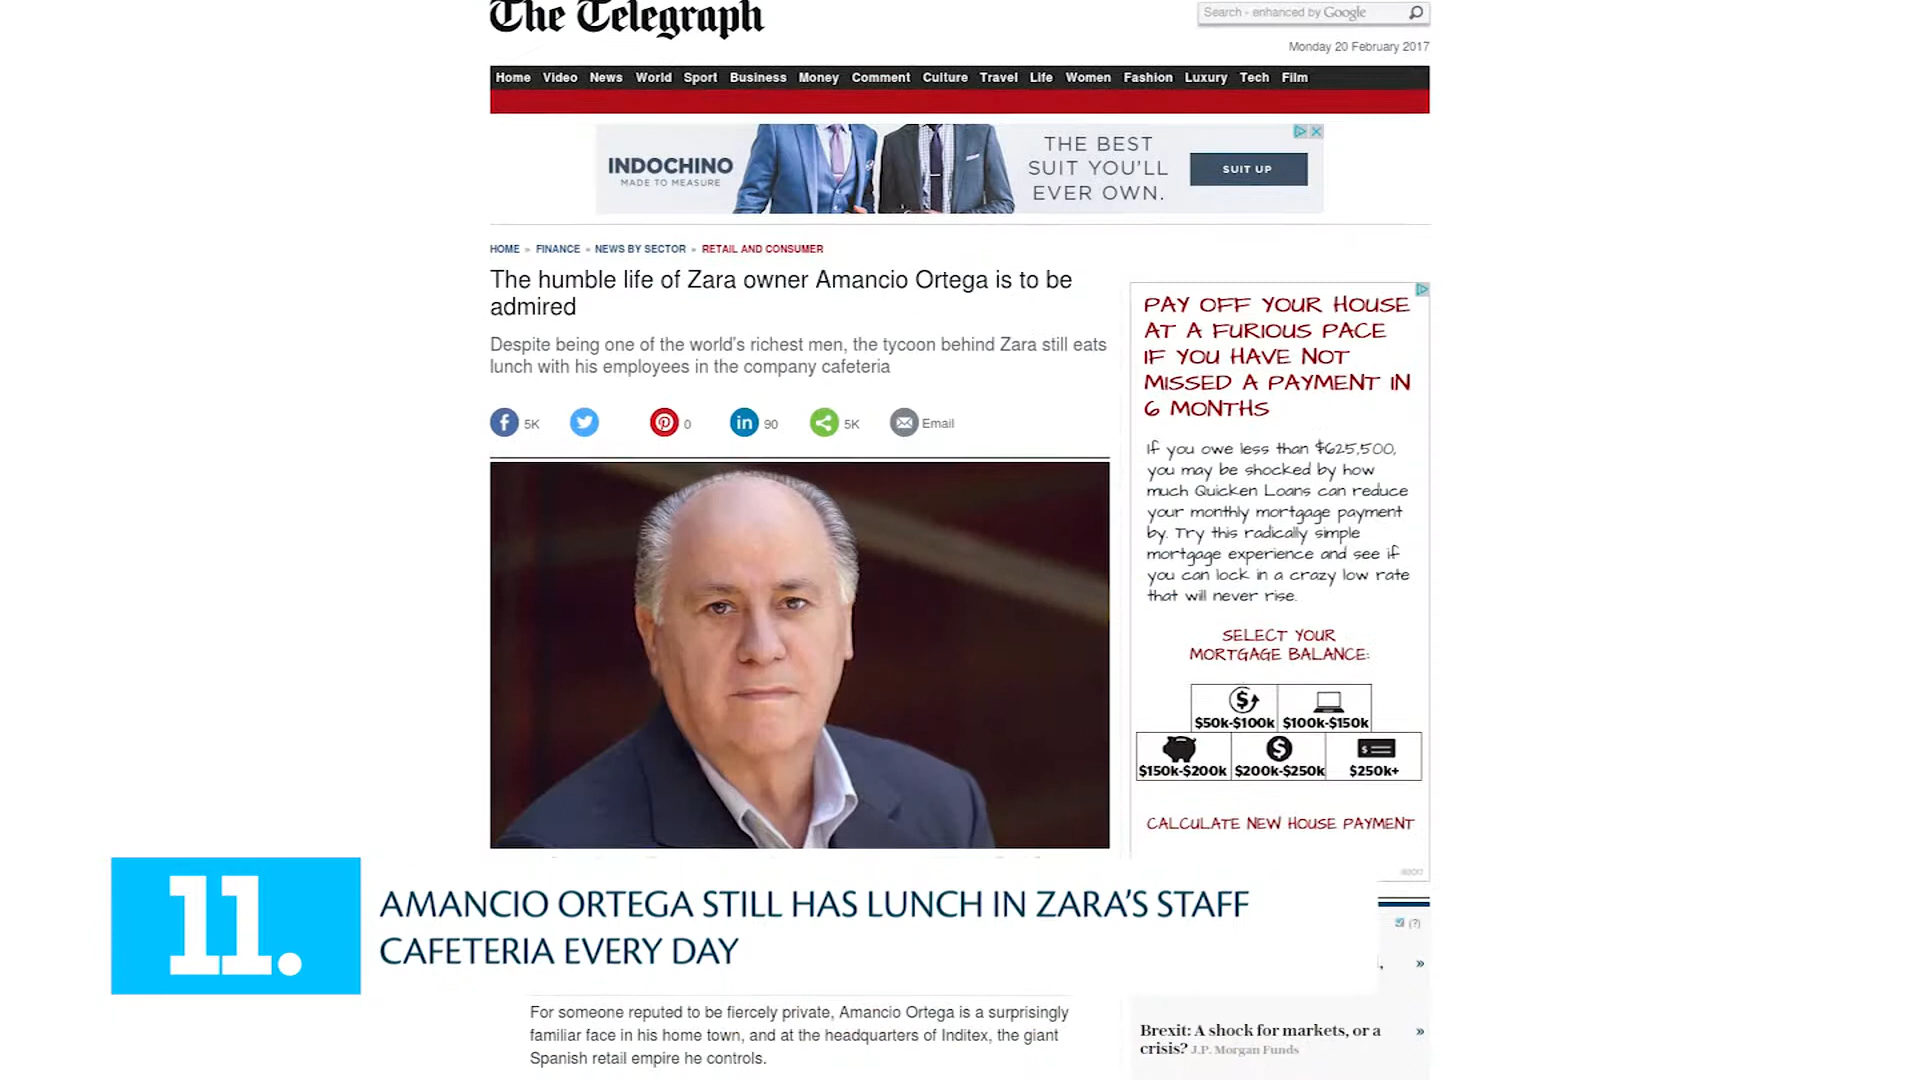 The Telegraph
Search - enhanced by Google
Monday 20 February 2017
Home Video News World Sport Business Money Comment Culture Travel Life Women Fashion Luxury Tech Film
INDOCHINO
MADE TO MEASURE
THE BEST
SUIT YOU'LL
EVER OWN.
SUIT UP
HOME » FINANCE » NEWS BY SECTOR » RETAIL AND CONSUMER
The humble life of Zara owner Amancio Ortega is to be
admired
Despite being one of the world's richest men, the tycoon behind Zara still eats
lunch with his employees in the company cafeteria
5K
0
in 90
5K
Email
PAY OFF YOUR HOUSE
AT A FURIOUS PACE
IF YOU HAVE NOT
MISSED A PAYMENT IN
6 MONTHS
If you owe less than $625,500,
you may be shocked by how
much Quicken Loans can reduce
your monthly mortgage payment
by. Try this radically simple
mortgage experience and see if
you can lock in a crazy low rate
that will never rise.
SELECT YOUR
MORTGAGE BALANCE:
$50k-$100k $100k-$150k
$150k-$200k $200k-$250k $250k+
CALCULATE NEW HOUSE PAYMENT
11.
AMANCIO ORTEGA STILL HAS LUNCH IN ZARA'S STAFF
CAFETERIA EVERY DAY
(?)
»
For someone reputed to be fiercely private, Amancio Ortega is a surprisingly
familiar face in his home town, and at the headquarters of Inditex, the giant
Spanish retail empire he controls.
Brexit: A shock for markets, or a »
crisis? J.P. Morgan Funds